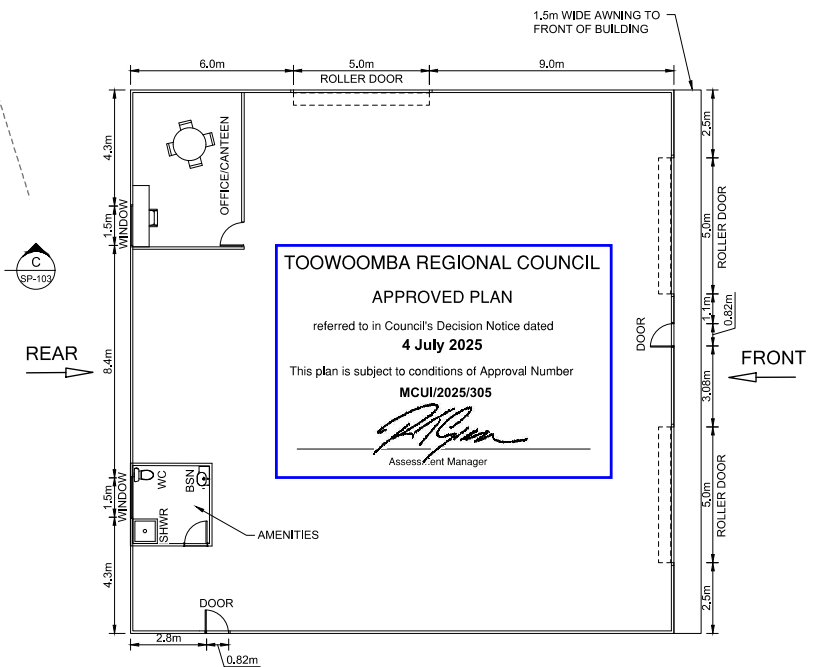 1.5m WIDE AWNING TO
FRONT OF BUILDING
6.0m
5.0m
9.0m
ROLLER DOOR
4.3m
1.5m
WINDOW
8.4m
1.5m
WINDOW
4.3m
OFFICE/CANTEEN
C
SP-103
REAR
TOOWOOMBA REGIONAL COUNCIL
APPROVED PLAN
referred to in Council's Decision Notice dated
4 July 2025
This plan is subject to conditions of Approval Number
MCUI/2025/305
Manager
2.5m
5.0m
ROLLER DOOR
1.1m
0.82m
DOOR
FRONT
3.08m
5.0m
ROLLER DOOR
2.5m
WC
BSN
SHWR
AMENITIES
DOOR
2.8m
0.82m